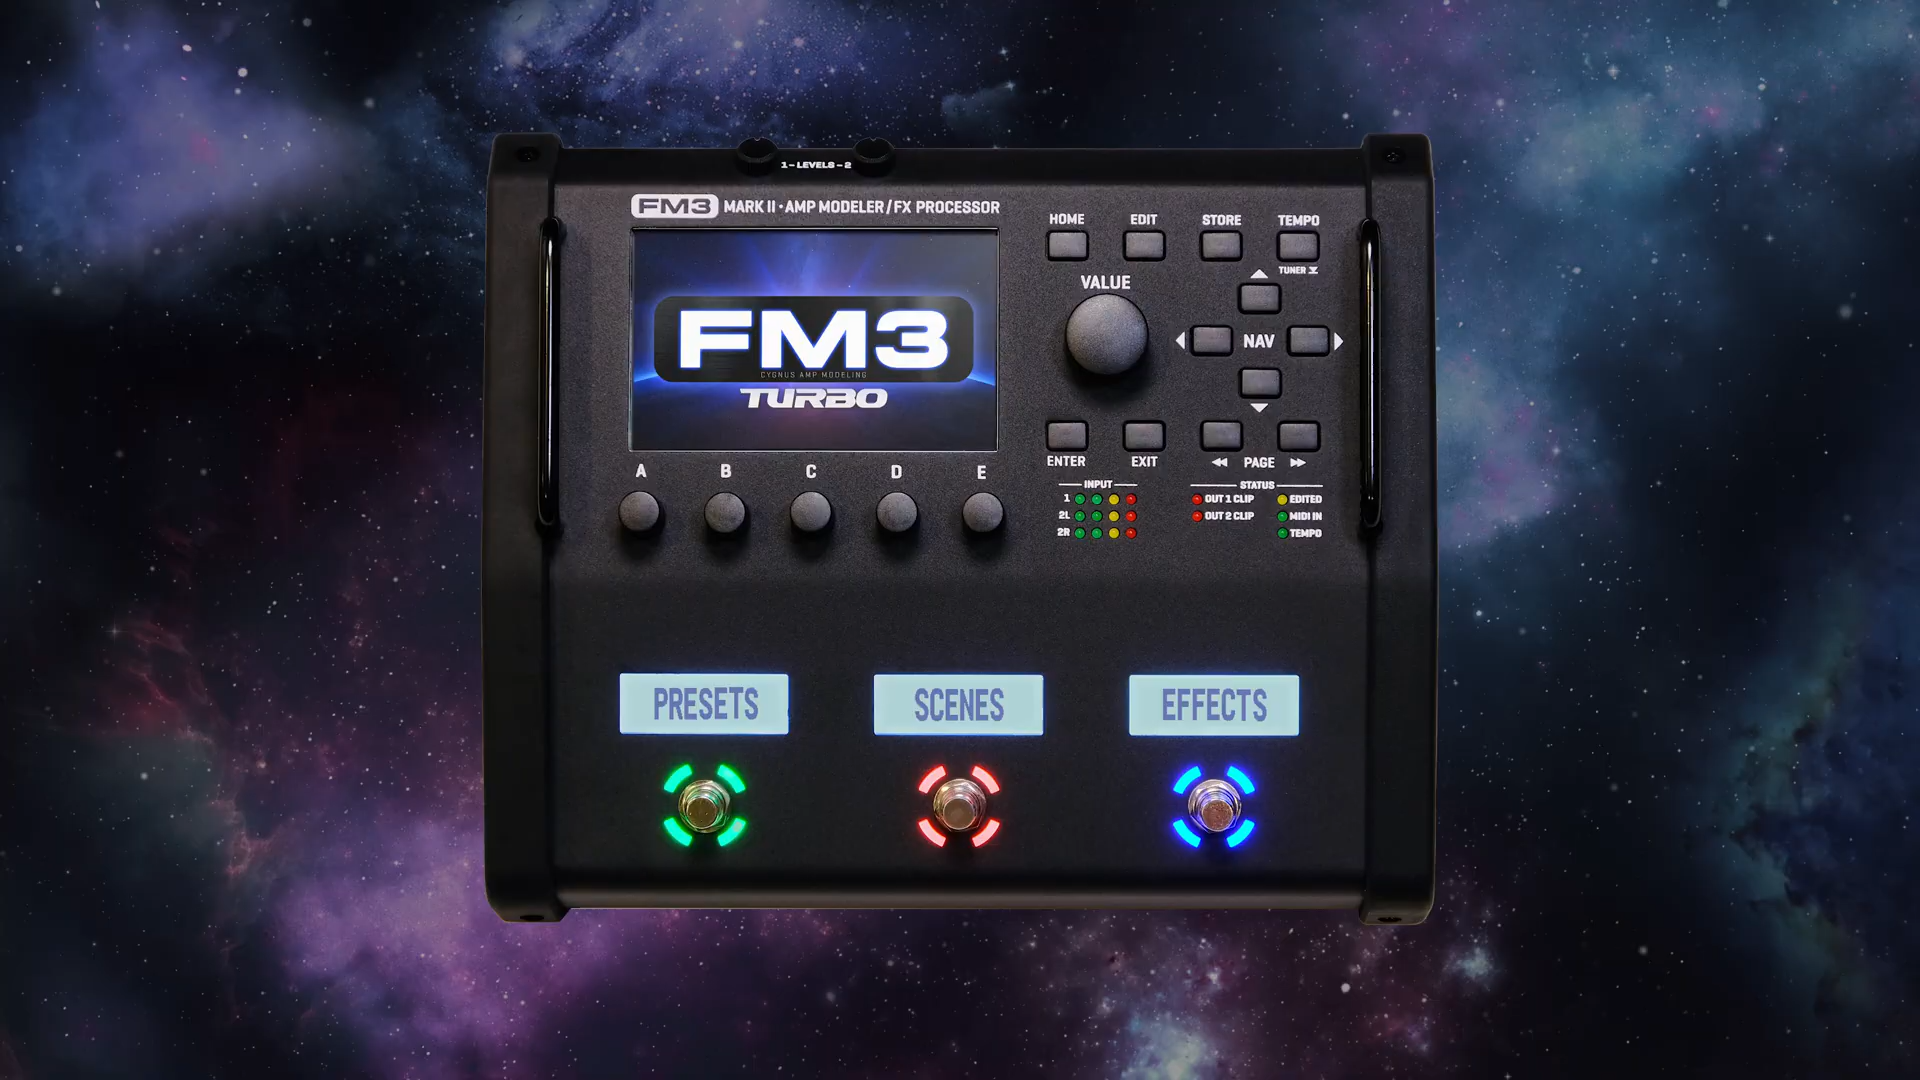 1 - LEVELS - 2
FM3 MARK II • AMP MODELER / FX PROCESSOR
HOME EDIT STORE TEMPO
TUNER
VALUE
NAV
FM3
CYGNUS AMP MODELING
TURBO
ENTER EXIT PAGE
A B C D E
INPUT
1
2L
2R
STATUS
OUT 1 CLIP EDITED
OUT 2 CLIP MIDI IN
TEMPO
PRESETS SCENES EFFECTS